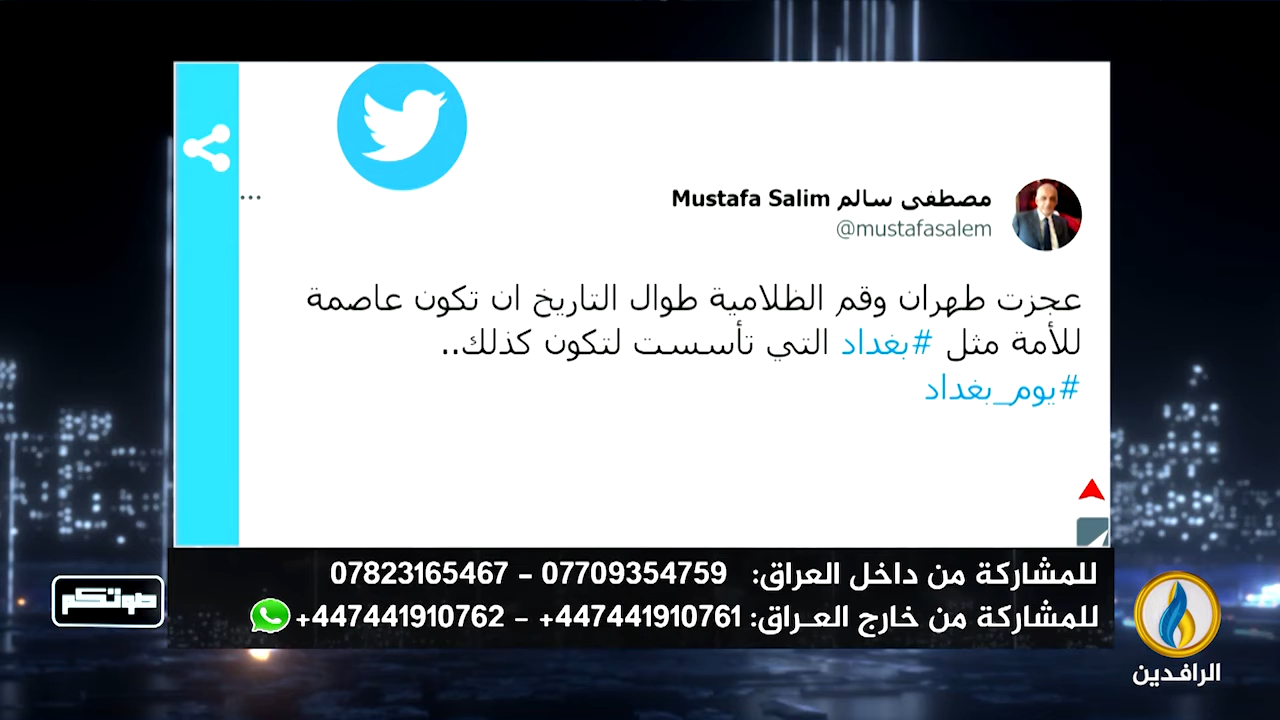 مصطفى سالم Mustafa Salim
@mustafasalem
...
عجزت طهران وقم الظلامية طوال التاريخ ان تكون عاصمة
للأمة مثل #بغداد التي تأسست لتكون كذلك..
#يوم_بغداد
للمشاركة من داخل العراق: 07709354759 - 07823165467
للمشاركة من خارج العراق: 447441910761+ - 447441910762+
صوتكم
الرافدين